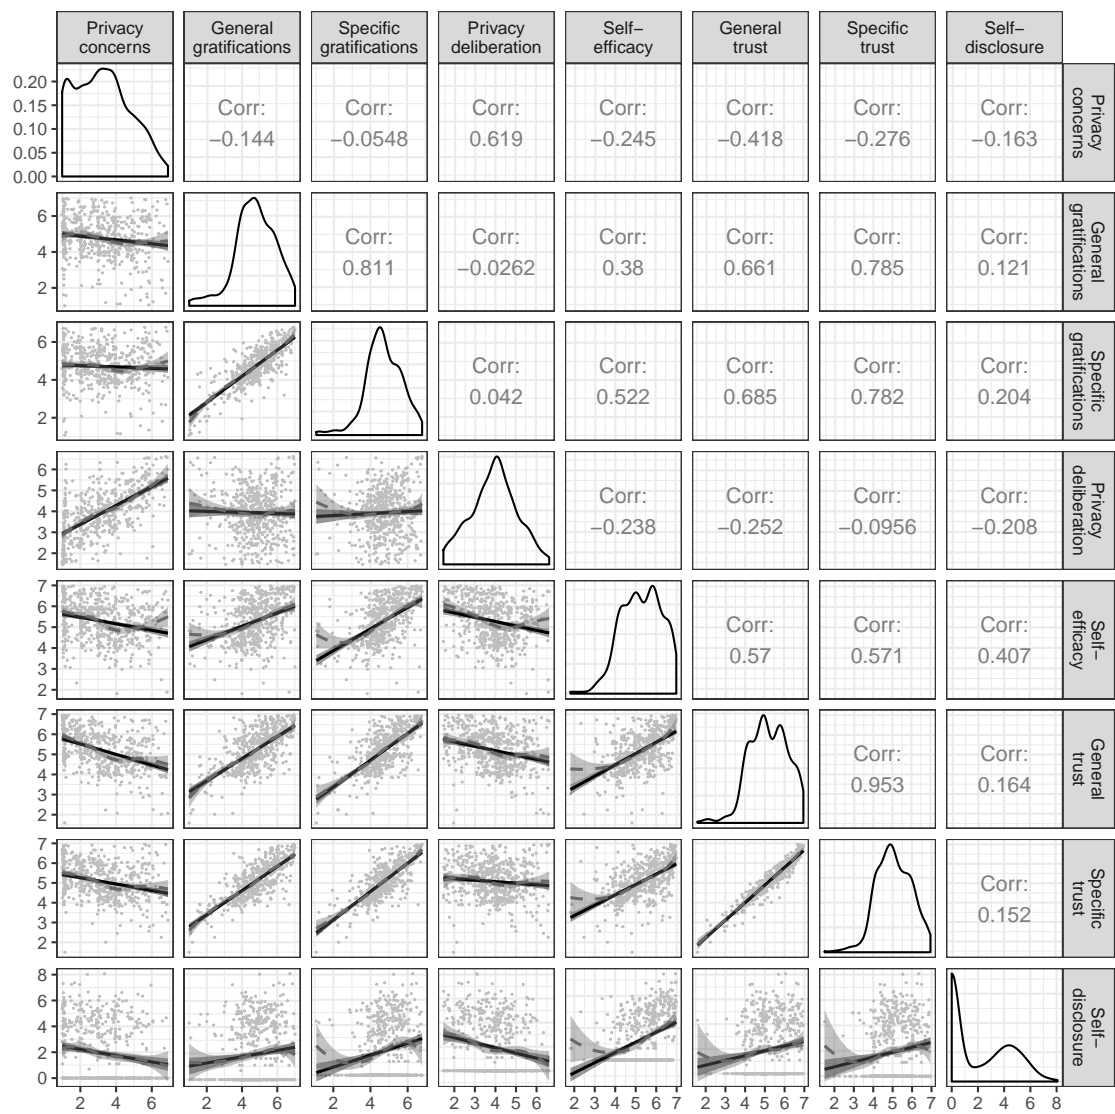 Privacy
concerns
General
gratifications
Specific
gratifications
Privacy
deliberation
Self−
efficacy
General
trust
Specific
trust
Self−
disclosure
0.20
0.15
0.10
0.05
0.00
Corr:
−0.144
Corr:
−0.0548
Corr:
0.619
Corr:
−0.245
Corr:
−0.418
Corr:
−0.276
Corr:
−0.163
Privacy
concerns
6
4
2
Corr:
0.811
Corr:
−0.0262
Corr:
0.38
Corr:
0.661
Corr:
0.785
Corr:
0.121
General
gratifications
6
4
2
Corr:
0.042
Corr:
0.522
Corr:
0.685
Corr:
0.782
Corr:
0.204
Specific
gratifications
6
5
4
3
2
Corr:
−0.238
Corr:
−0.252
Corr:
−0.0956
Corr:
−0.208
Privacy
deliberation
7
6
5
4
3
2
Corr:
0.57
Corr:
0.571
Corr:
0.407
Self−
efficacy
7
6
5
4
3
2
Corr:
0.953
Corr:
0.164
General
trust
7
6
5
4
3
2
Corr:
0.152
Specific
trust
8
6
4
2
0
Self−
disclosure
2 4 6
2 4 6
2 4 6
2 3 4 5 6
2 3 4 5 6 7
2 3 4 5 6 7
2 3 4 5 6 7
0 2 4 6 8